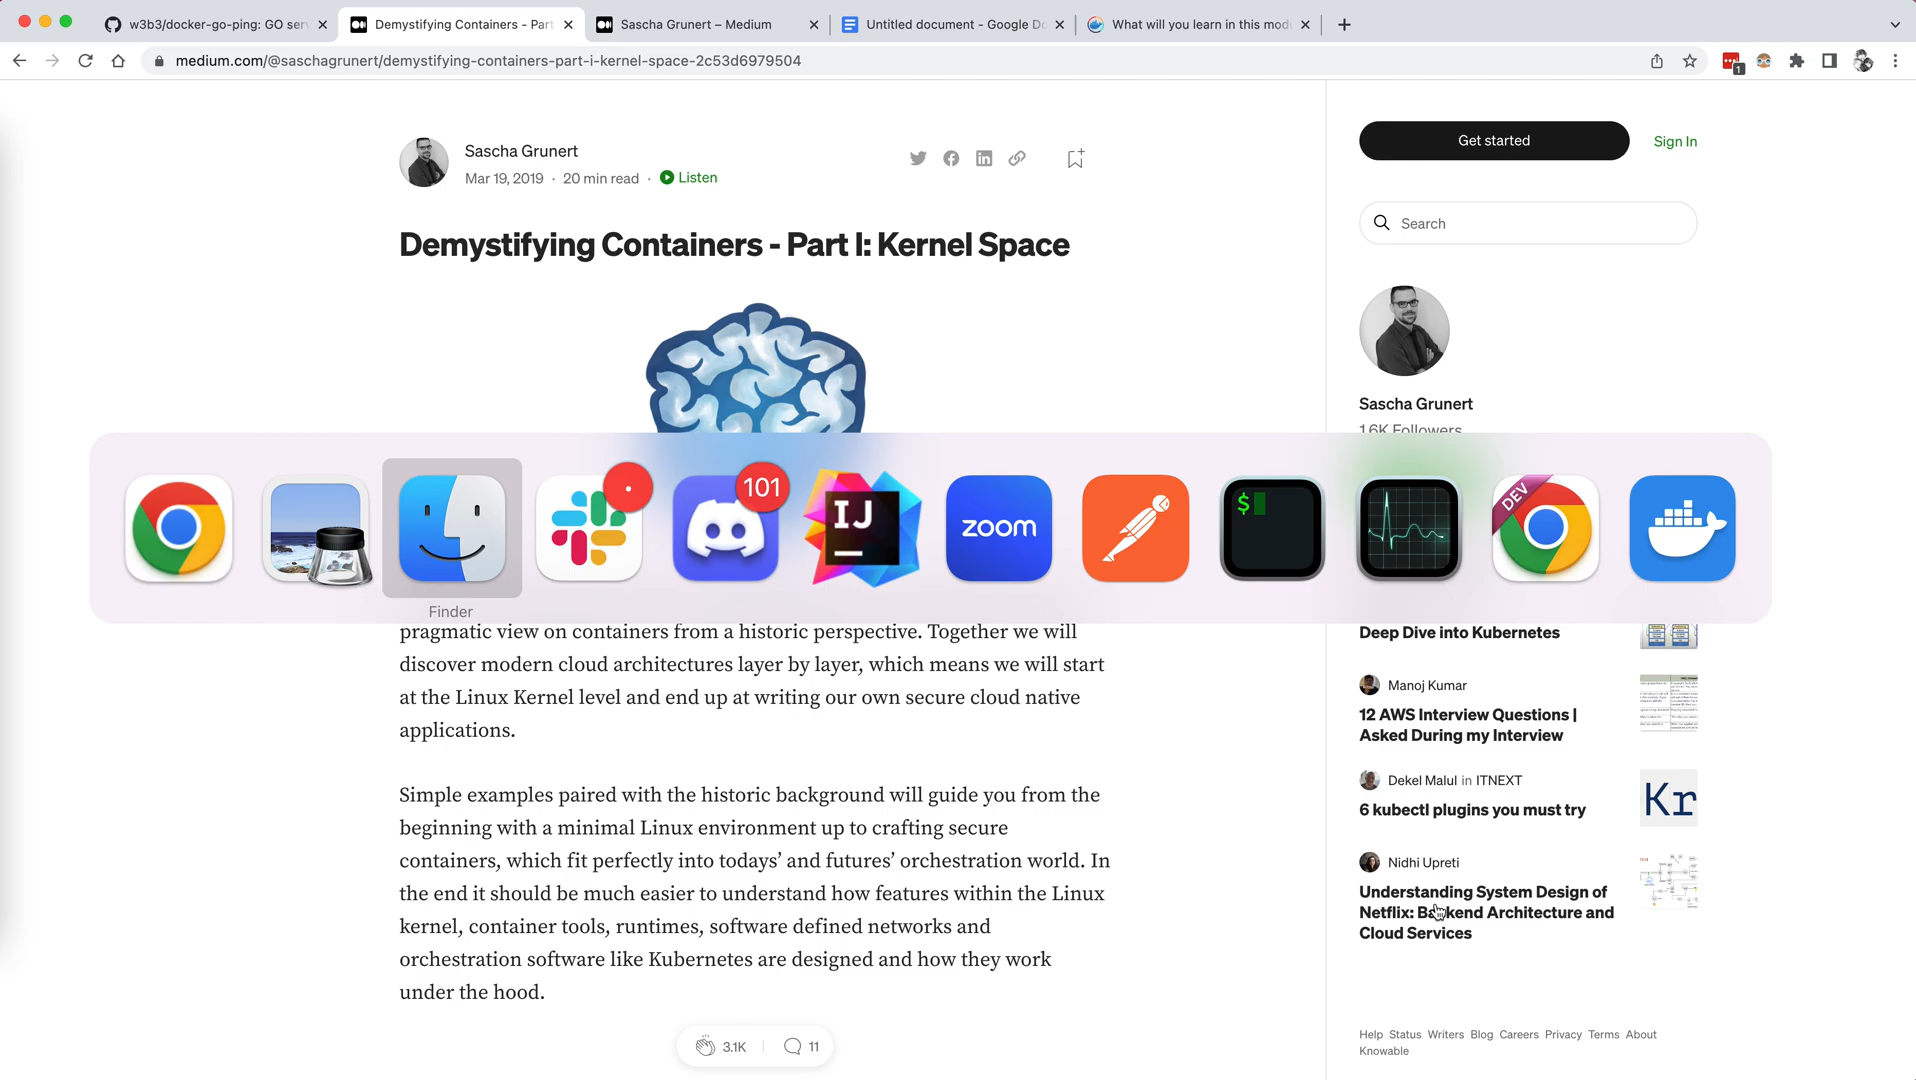 w3b3/docker-go-ping: GO serv
Demystifying Containers - Part
Sascha Grunert – Medium
Untitled document - Google Do
What will you learn in this mod
medium.com/@saschagrunert/demystifying-containers-part-i-kernel-space-2c53d6979504
1
Sascha Grunert
Mar 19, 2019 · 20 min read · Listen
Demystifying Containers - Part I: Kernel Space
Get started
Sign In
Search
Sascha Grunert
1.6K Followers
101
IJ
zoom
$
DEV
Finder
pragmatic view on containers from a historic perspective. Together we will
discover modern cloud architectures layer by layer, which means we will start
at the Linux Kernel level and end up at writing our own secure cloud native
applications.
Simple examples paired with the historic background will guide you from the
beginning with a minimal Linux environment up to crafting secure
containers, which fit perfectly into todays’ and futures’ orchestration world. In
the end it should be much easier to understand how features within the Linux
kernel, container tools, runtimes, software defined networks and
orchestration software like Kubernetes are designed and how they work
under the hood.
3.1K
11
Deep Dive into Kubernetes
Manoj Kumar
12 AWS Interview Questions |
Asked During my Interview
Dekel Malul in ITNEXT
6 kubectl plugins you must try
Kr
Nidhi Upreti
Understanding System Design of
Netflix: Backend Architecture and
Cloud Services
Help Status Writers Blog Careers Privacy Terms About
Knowable